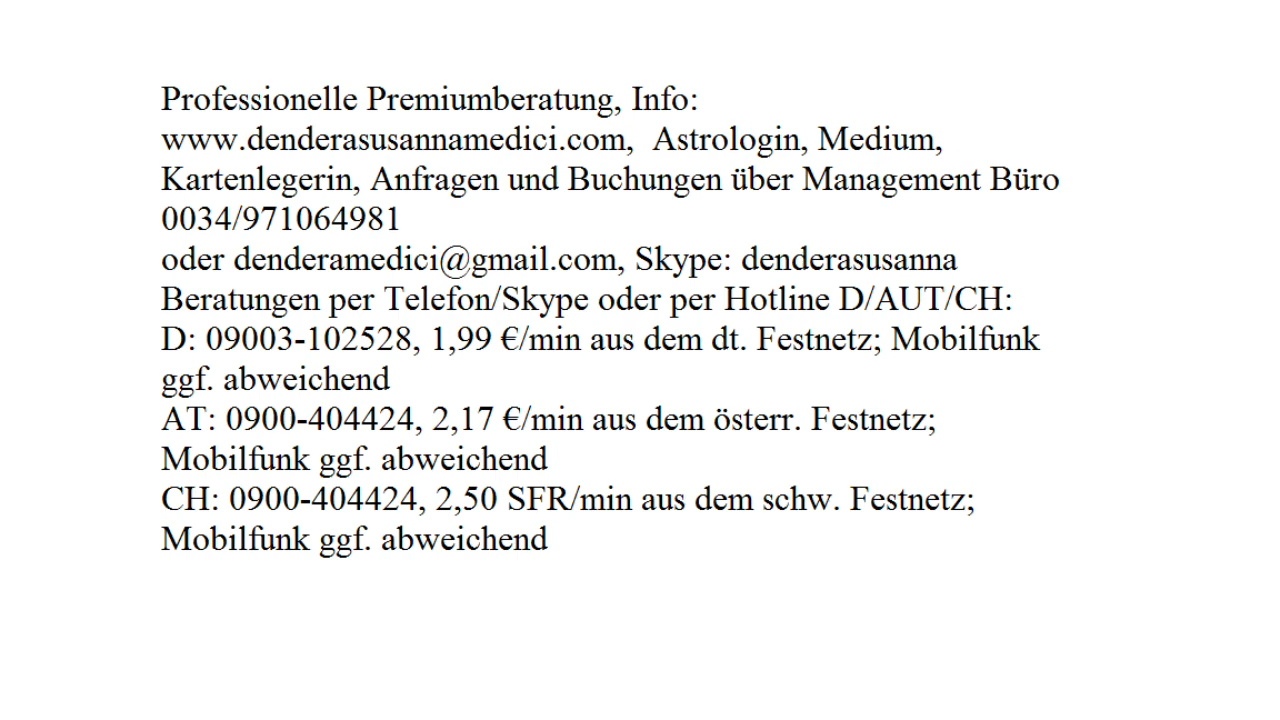 Professionelle Premiumberatung, Info:
www.denderasusannamedici.com,  Astrologin, Medium,
Kartenlegerin, Anfragen und Buchungen über Management Büro
0034/971064981
oder denderamedici@gmail.com, Skype: denderasusanna
Beratungen per Telefon/Skype oder per Hotline D/AUT/CH:
D: 09003-102528, 1,99 €/min aus dem dt. Festnetz; Mobilfunk
ggf. abweichend
AT: 0900-404424, 2,17 €/min aus dem österr. Festnetz;
Mobilfunk ggf. abweichend
CH: 0900-404424, 2,50 SFR/min aus dem schw. Festnetz;
Mobilfunk ggf. abweichend